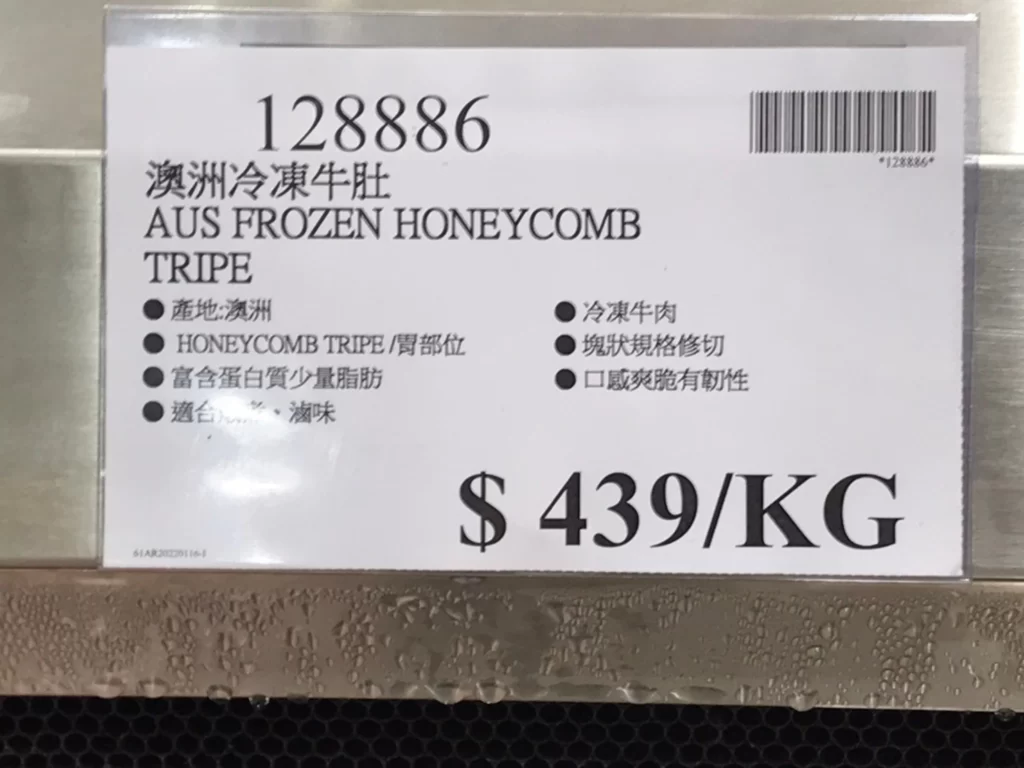 128886
*128886*
澳洲冷凍牛肚
AUS FROZEN HONEYCOMB
TRIPE
● 產地:澳洲
● 冷凍牛肉
● HONEYCOMB TRIPE /胃部位
● 塊狀規格修切
● 富含蛋白質少量脂肪
● 口感爽脆有韌性
● 適合、滷味
$ 439/KG
61AR20220116-1